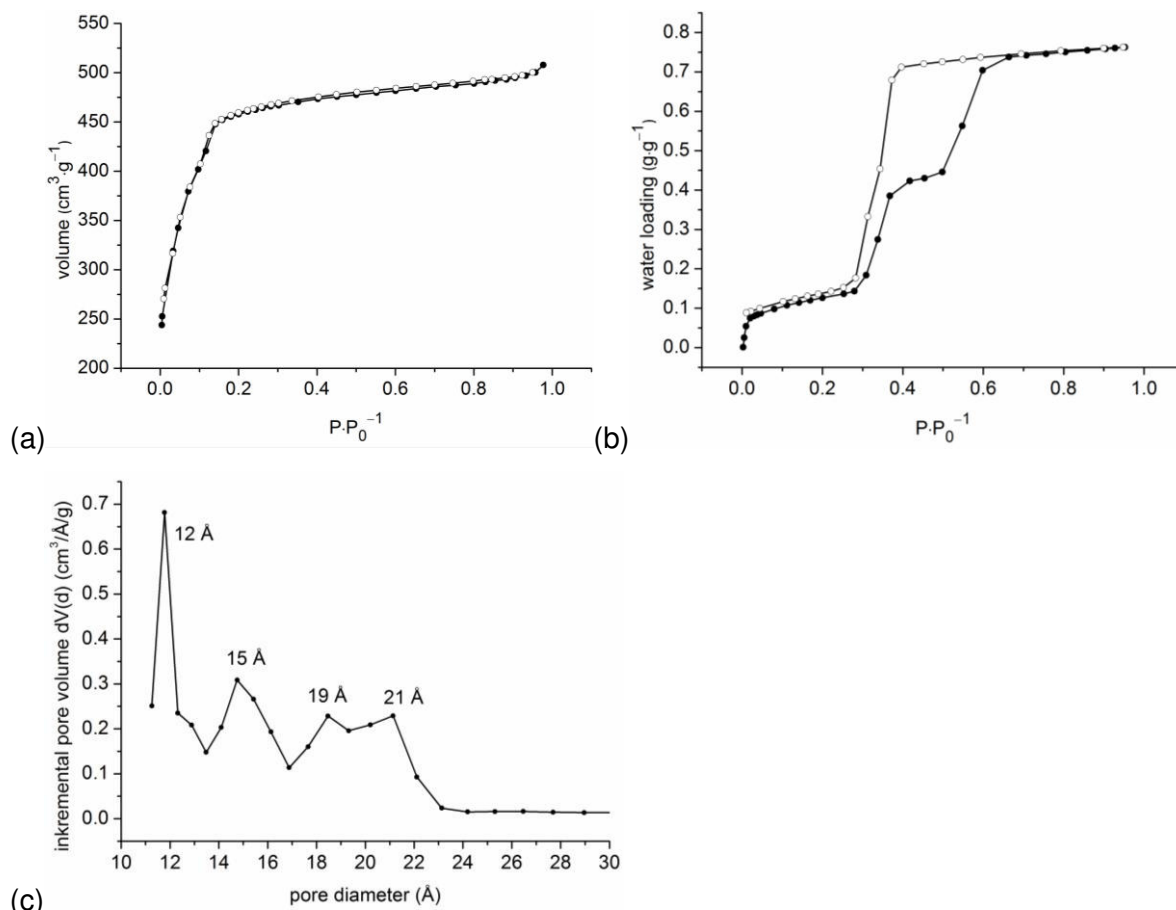 550
500
450
400
350
300
250
200
volume (cm³·g⁻¹)
0.0 0.2 0.4 0.6 0.8 1.0
P·P₀⁻¹
(a)
0.8
0.7
0.6
0.5
0.4
0.3
0.2
0.1
0.0
water loading (g·g⁻¹)
0.0 0.2 0.4 0.6 0.8 1.0
P·P₀⁻¹
(b)
0.7
0.6
0.5
0.4
0.3
0.2
0.1
0.0
inkremental pore volume dV(d) (cm³/Å/g)
12 Å
15 Å
19 Å
21 Å
10 12 14 16 18 20 22 24 26 28 30
pore diameter (Å)
(c)